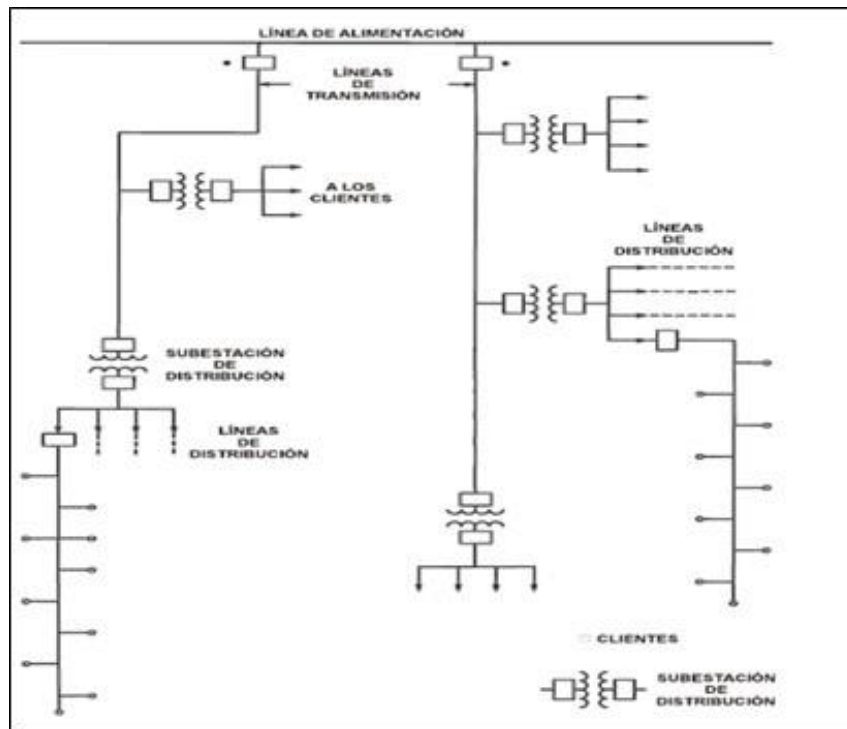 LÍNEA DE ALIMENTACIÓN
LÍNEAS
DE
TRANSMISIÓN
A LOS
CLIENTES
LÍNEAS
DE
DISTRIBUCIÓN
SUBESTACIÓN
DE
DISTRIBUCIÓN
LÍNEAS
DE
DISTRIBUCIÓN
CLIENTES
SUBESTACIÓN
DE
DISTRIBUCIÓN